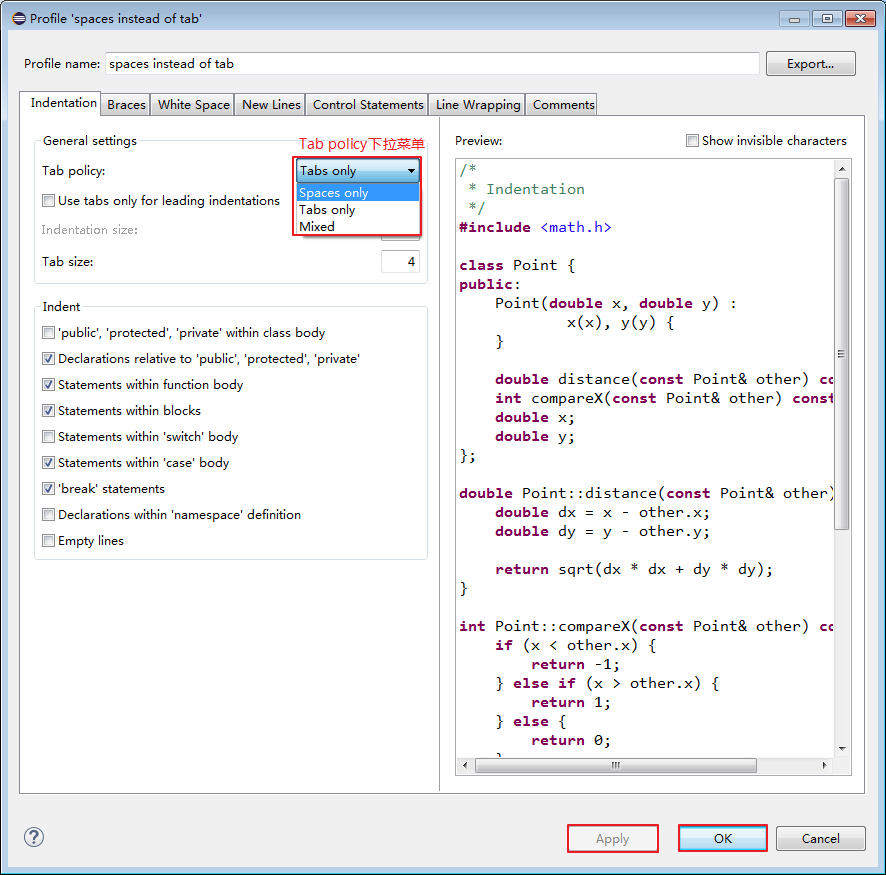 Profile 'spaces instead of tab'
Profile name: spaces instead of tab Export...
Indentation Braces White Space New Lines Control Statements Line Wrapping Comments
General settings
Tab policy下拉菜单
Tab policy: Tabs only
Spaces only
Tabs only
Mixed
Use tabs only for leading indentations
Indentation size:
Tab size: 4
Indent
'public', 'protected', 'private' within class body
Declarations relative to 'public', 'protected', 'private'
Statements within function body
Statements within blocks
Statements within 'switch' body
Statements within 'case' body
'break' statements
Declarations within 'namespace' definition
Empty lines
Preview: Show invisible characters
/*
* Indentation
*/
#include <math.h>
class Point {
public:
Point(double x, double y) :
x(x), y(y) {
}
double distance(const Point& other) co
int compareX(const Point& other) const
double x;
double y;
};
double Point::distance(const Point& other)
double dx = x - other.x;
double dy = y - other.y;
return sqrt(dx * dx + dy * dy);
}
int Point::compareX(const Point& other) co
if (x < other.x) {
return -1;
} else if (x > other.x) {
return 1;
} else {
return 0;
Apply OK Cancel